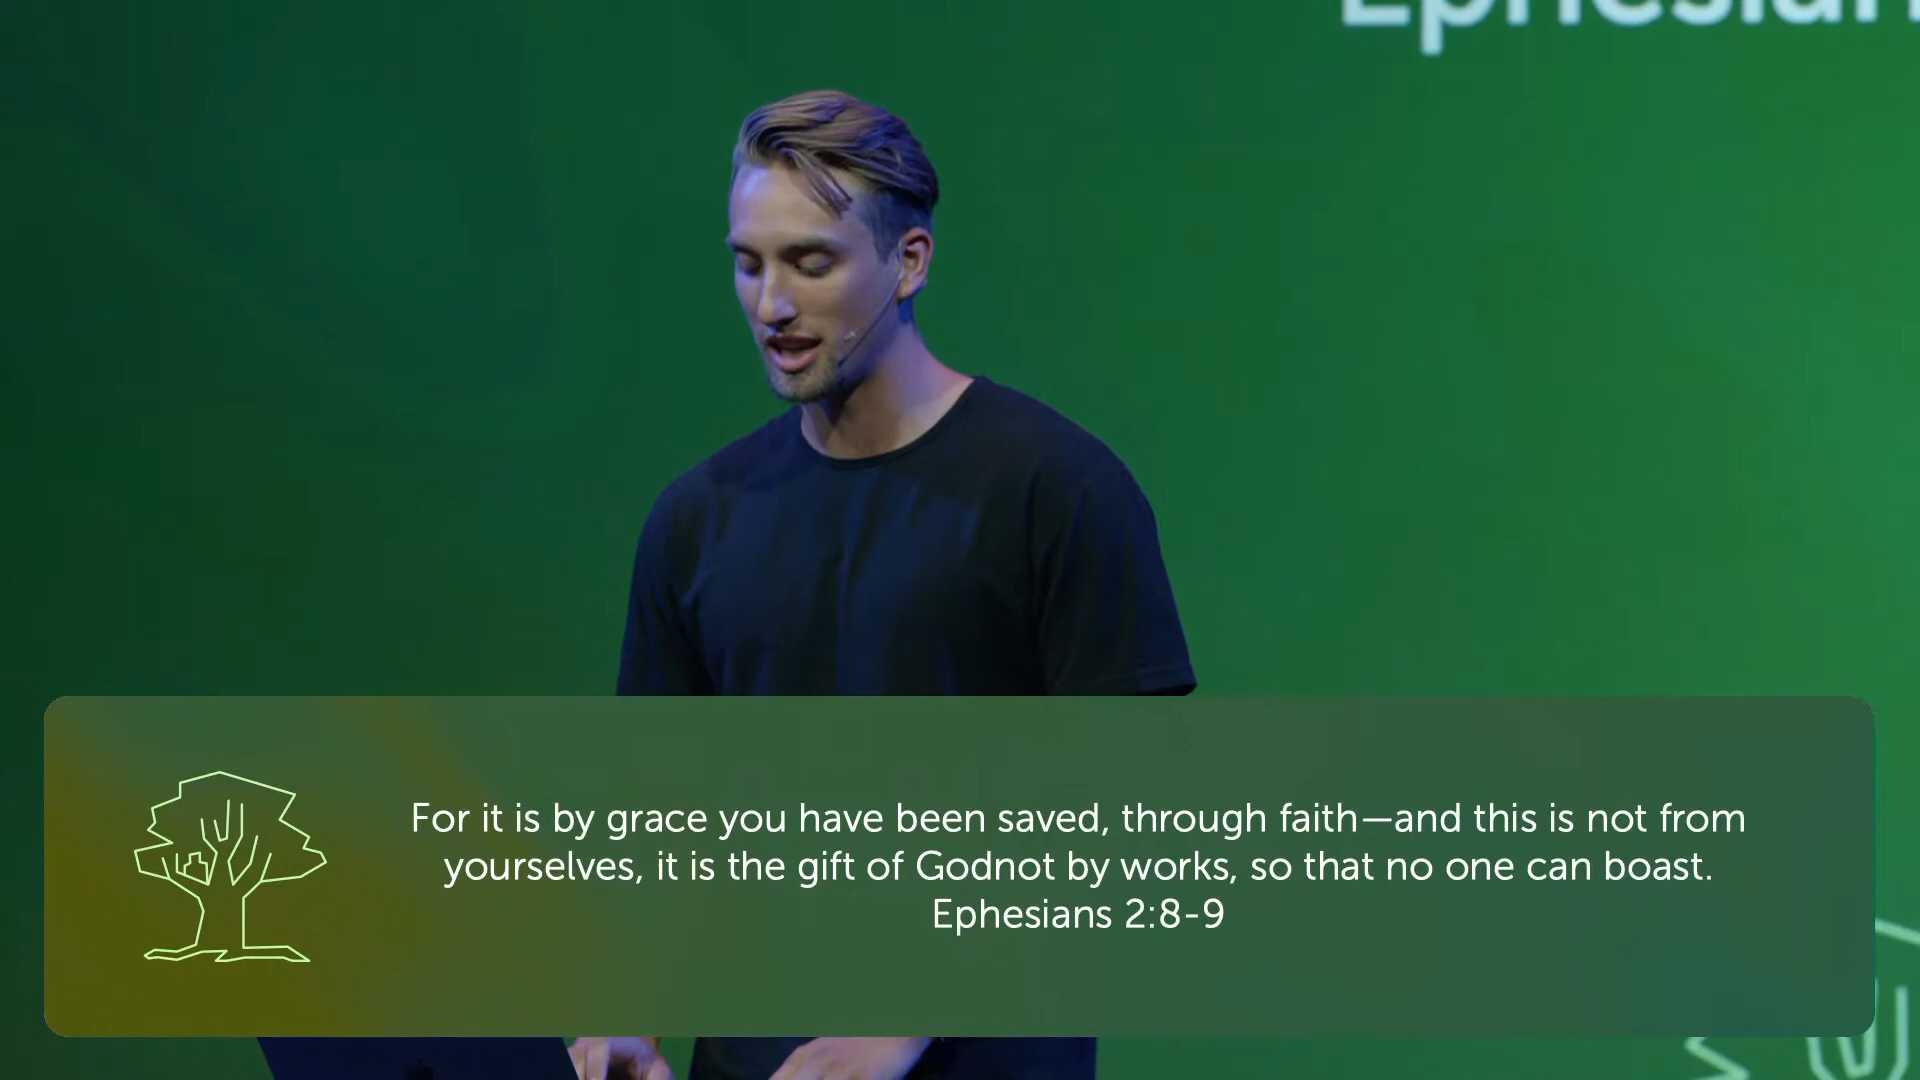 Ephesian
For it is by grace you have been saved, through faith—and this is not from
yourselves, it is the gift of Godnot by works, so that no one can boast.
Ephesians 2:8-9